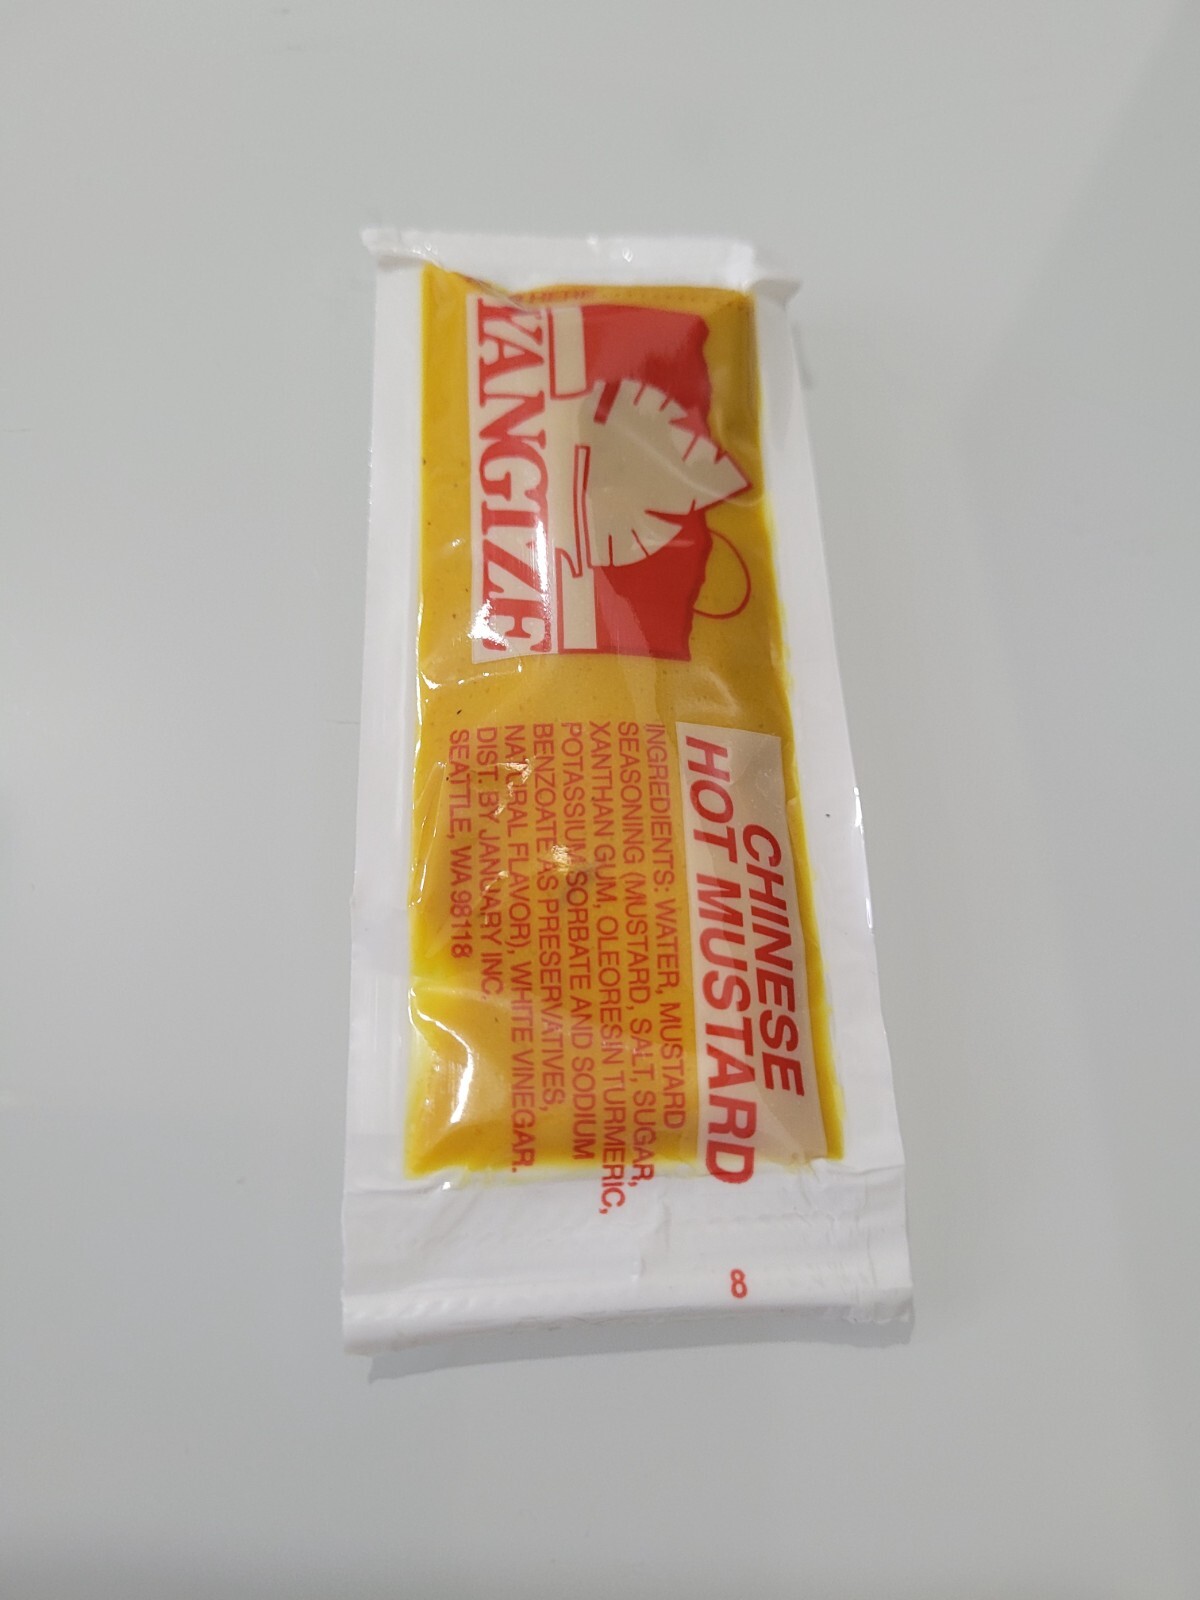 HERE
YANGTZE
CHINESE
HOT MUSTARD
INGREDIENTS: WATER, MUSTARD
SEASONING (MUSTARD, SALT, SUGAR,
XANTHAN GUM, OLEORESIN TURMERIC,
POTASSIUM SORBATE AND SODIUM
BENZOATE AS PRESERVATIVES,
NATURAL FLAVOR), WHITE VINEGAR.
DIST. BY JANUARY INC.
SEATTLE, WA 98118
8